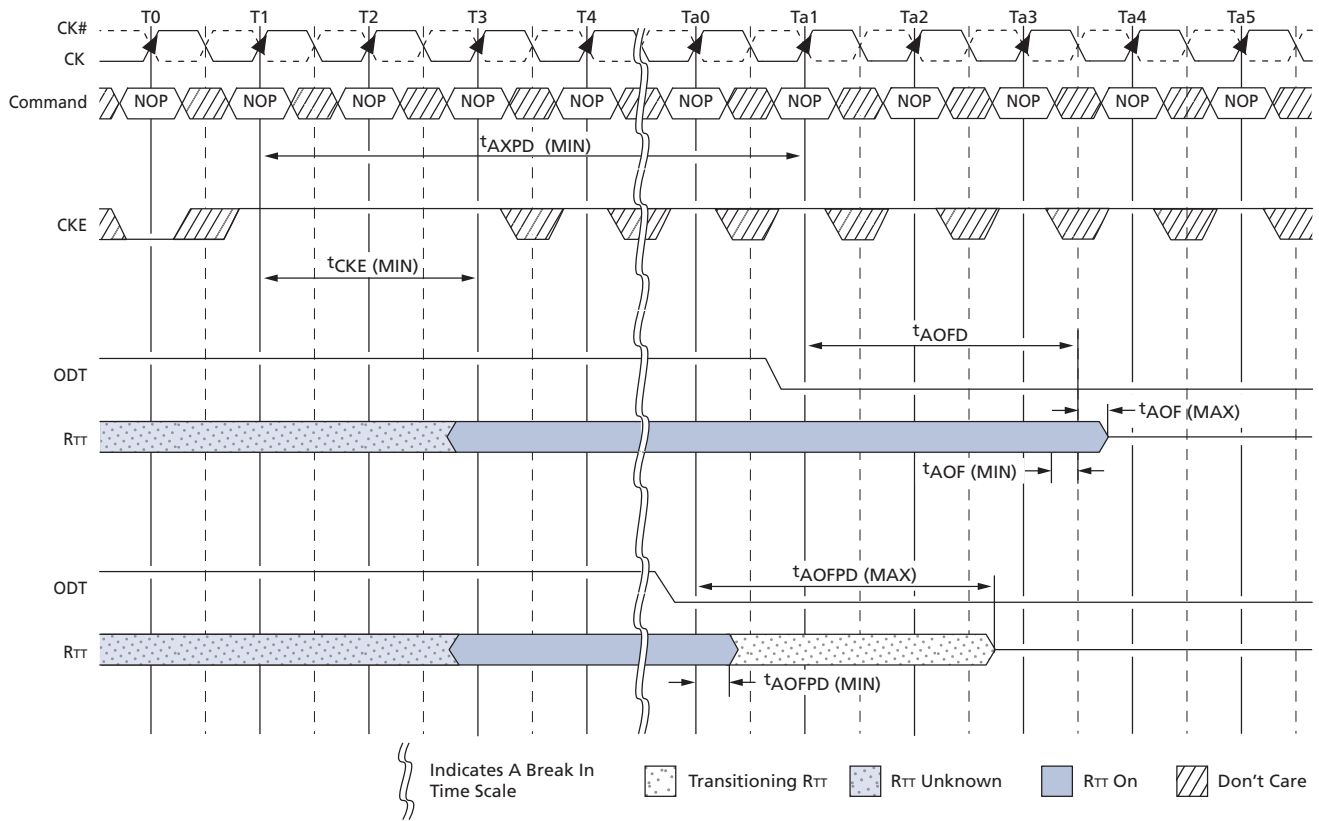 T0 T1 T2 T3 T4 Ta0 Ta1 Ta2 Ta3 Ta4 Ta5
CK#
CK
Command NOP NOP NOP NOP NOP NOP NOP NOP NOP NOP NOP
tAXPD (MIN)
CKE
tCKE (MIN)
tAOFD
ODT
tAOF (MAX)
RTT
tAOF (MIN)
tAOFPD (MAX)
ODT
RTT
tAOFPD (MIN)
Indicates A Break In
Time Scale
Transitioning RTT
RTT Unknown
RTT On
Don't Care